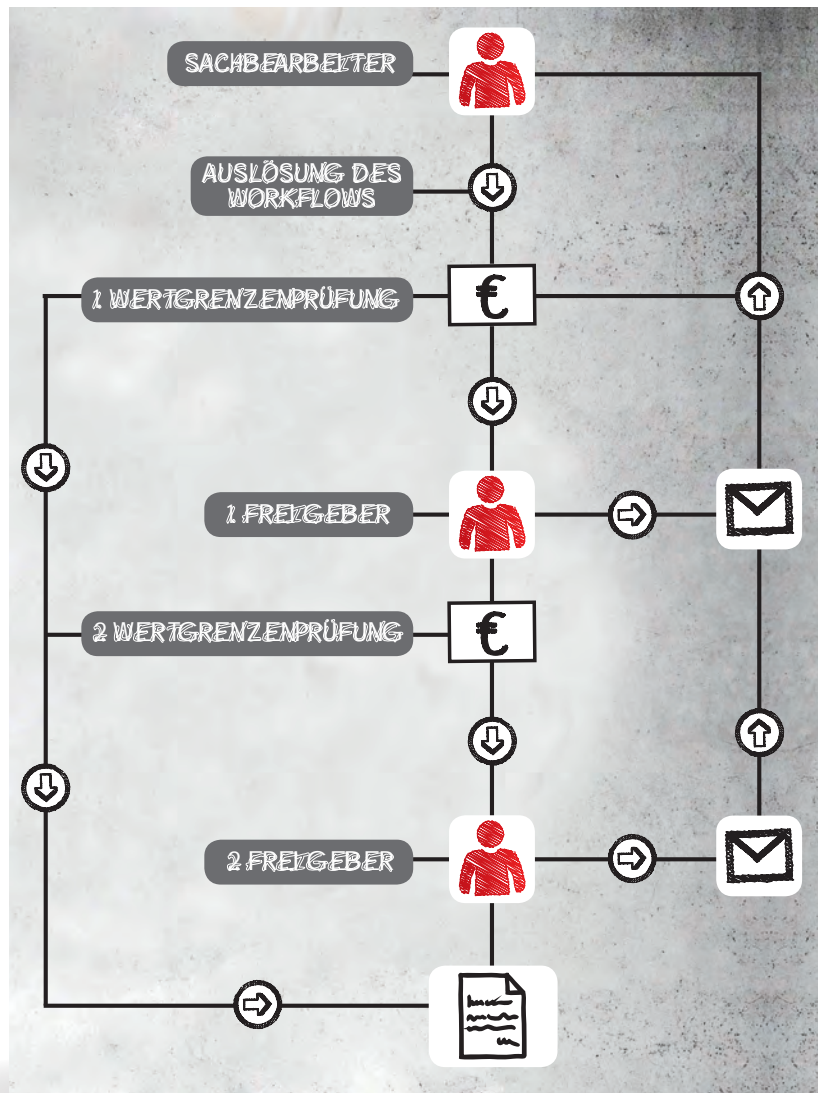 SACHBEARBEITER
AUSLÖSUNG DES
WORKFLOWS
1 WERTGRENZENPRÜFUNG
€
1 FREIGEBER
2 WERTGRENZENPRÜFUNG
€
2 FREIGEBER